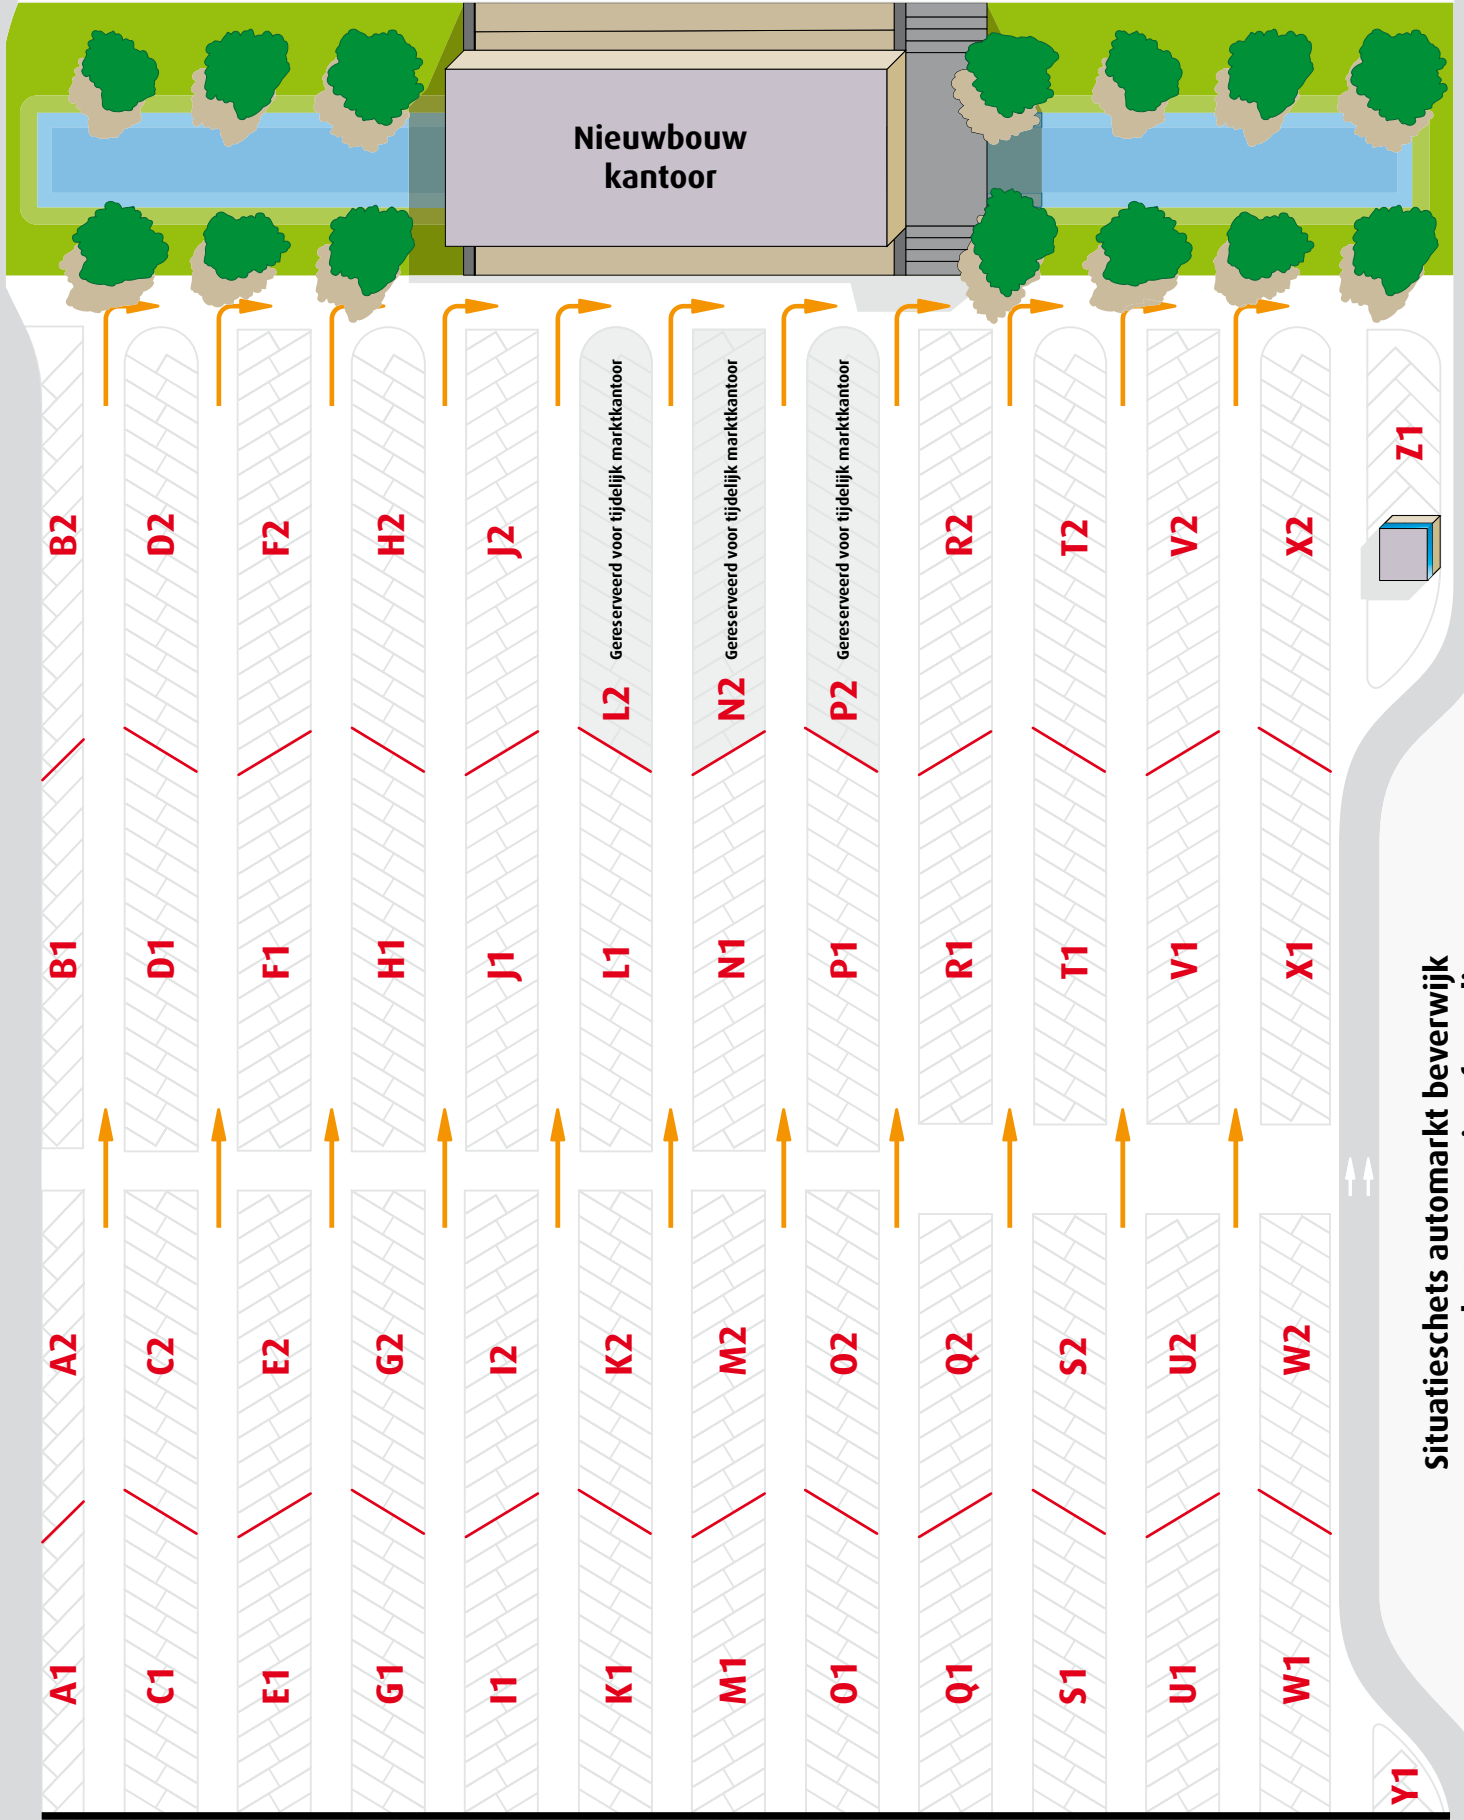 Nieuwbouw
kantoor
Gereserveerd voor tijdelijk marktkantoor
Gereserveerd voor tijdelijk marktkantoor
Gereserveerd voor tijdelijk marktkantoor
Z1
B2
D2
F2
H2
J2
L2
N2
P2
R2
T2
V2
X2
B1
D1
F1
H1
J1
L1
N1
P1
R1
T1
V1
X1
A2
C2
E2
G2
I2
K2
M2
O2
Q2
S2
U2
W2
A1
C1
E1
G1
I1
K1
M1
O1
Q1
S1
U1
W1
Y1
Situatieschets automarkt beverwijk